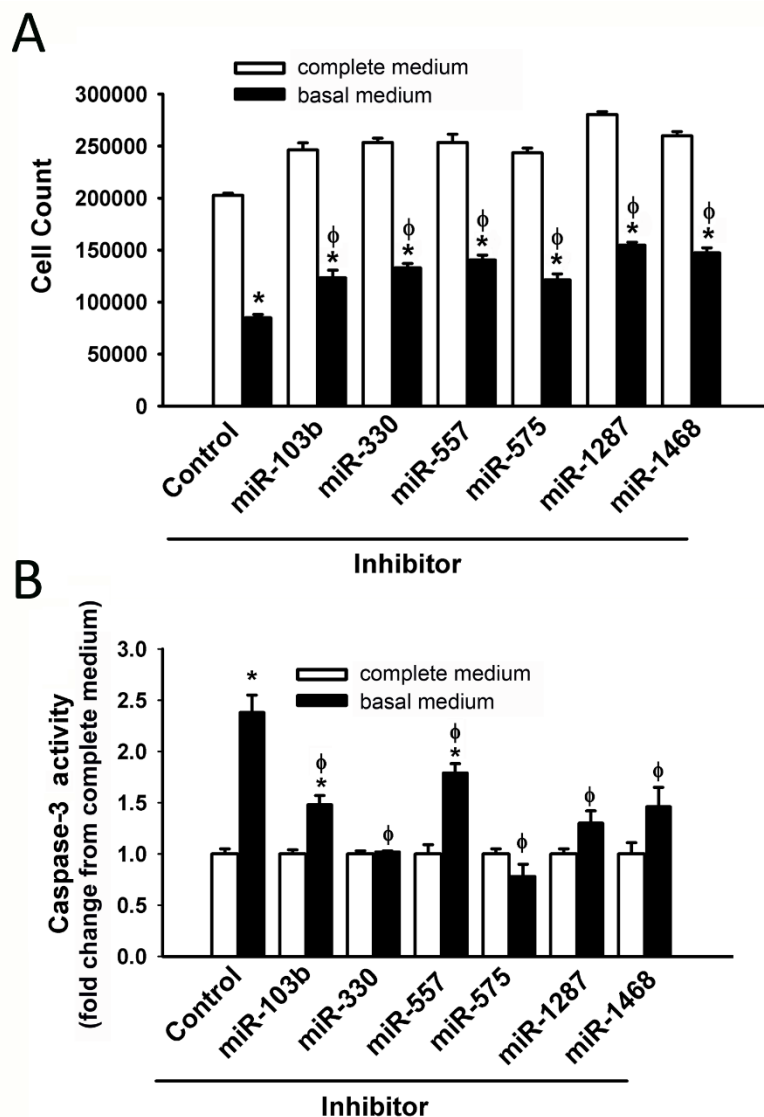 A
complete medium
basal medium
300000
250000
200000
150000
100000
50000
0
Cell Count
ϕ ϕ ϕ ϕ ϕ ϕ
* * * * * * *
Control
miR-103b
miR-330
miR-557
miR-575
miR-1287
miR-1468
Inhibitor
B
complete medium
basal medium
3.0
2.5
2.0
1.5
1.0
0.5
0.0
Caspase-3 activity
(fold change from complete medium)
* ϕ ϕ ϕ ϕ ϕ ϕ
* *
Control
miR-103b
miR-330
miR-557
miR-575
miR-1287
miR-1468
Inhibitor